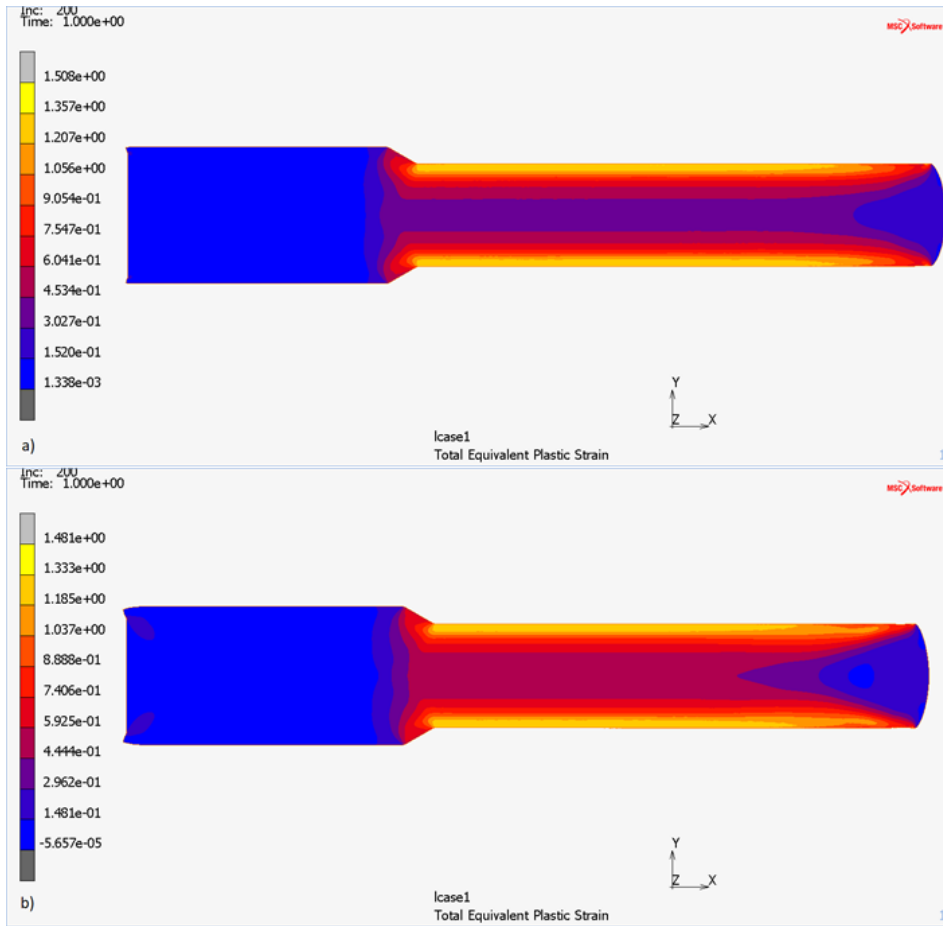 Inc: 200
Time: 1.000e+00
MSC Software
1.508e+00
1.357e+00
1.207e+00
1.056e+00
9.054e-01
7.547e-01
6.041e-01
4.534e-01
3.027e-01
1.520e-01
1.338e-03
Y
Z X
a)
lcase1
Total Equivalent Plastic Strain
1
Inc: 200
Time: 1.000e+00
MSC Software
1.481e+00
1.333e+00
1.185e+00
1.037e+00
8.888e-01
7.406e-01
5.925e-01
4.444e-01
2.962e-01
1.481e-01
-5.657e-05
Y
Z X
b)
lcase1
Total Equivalent Plastic Strain
1